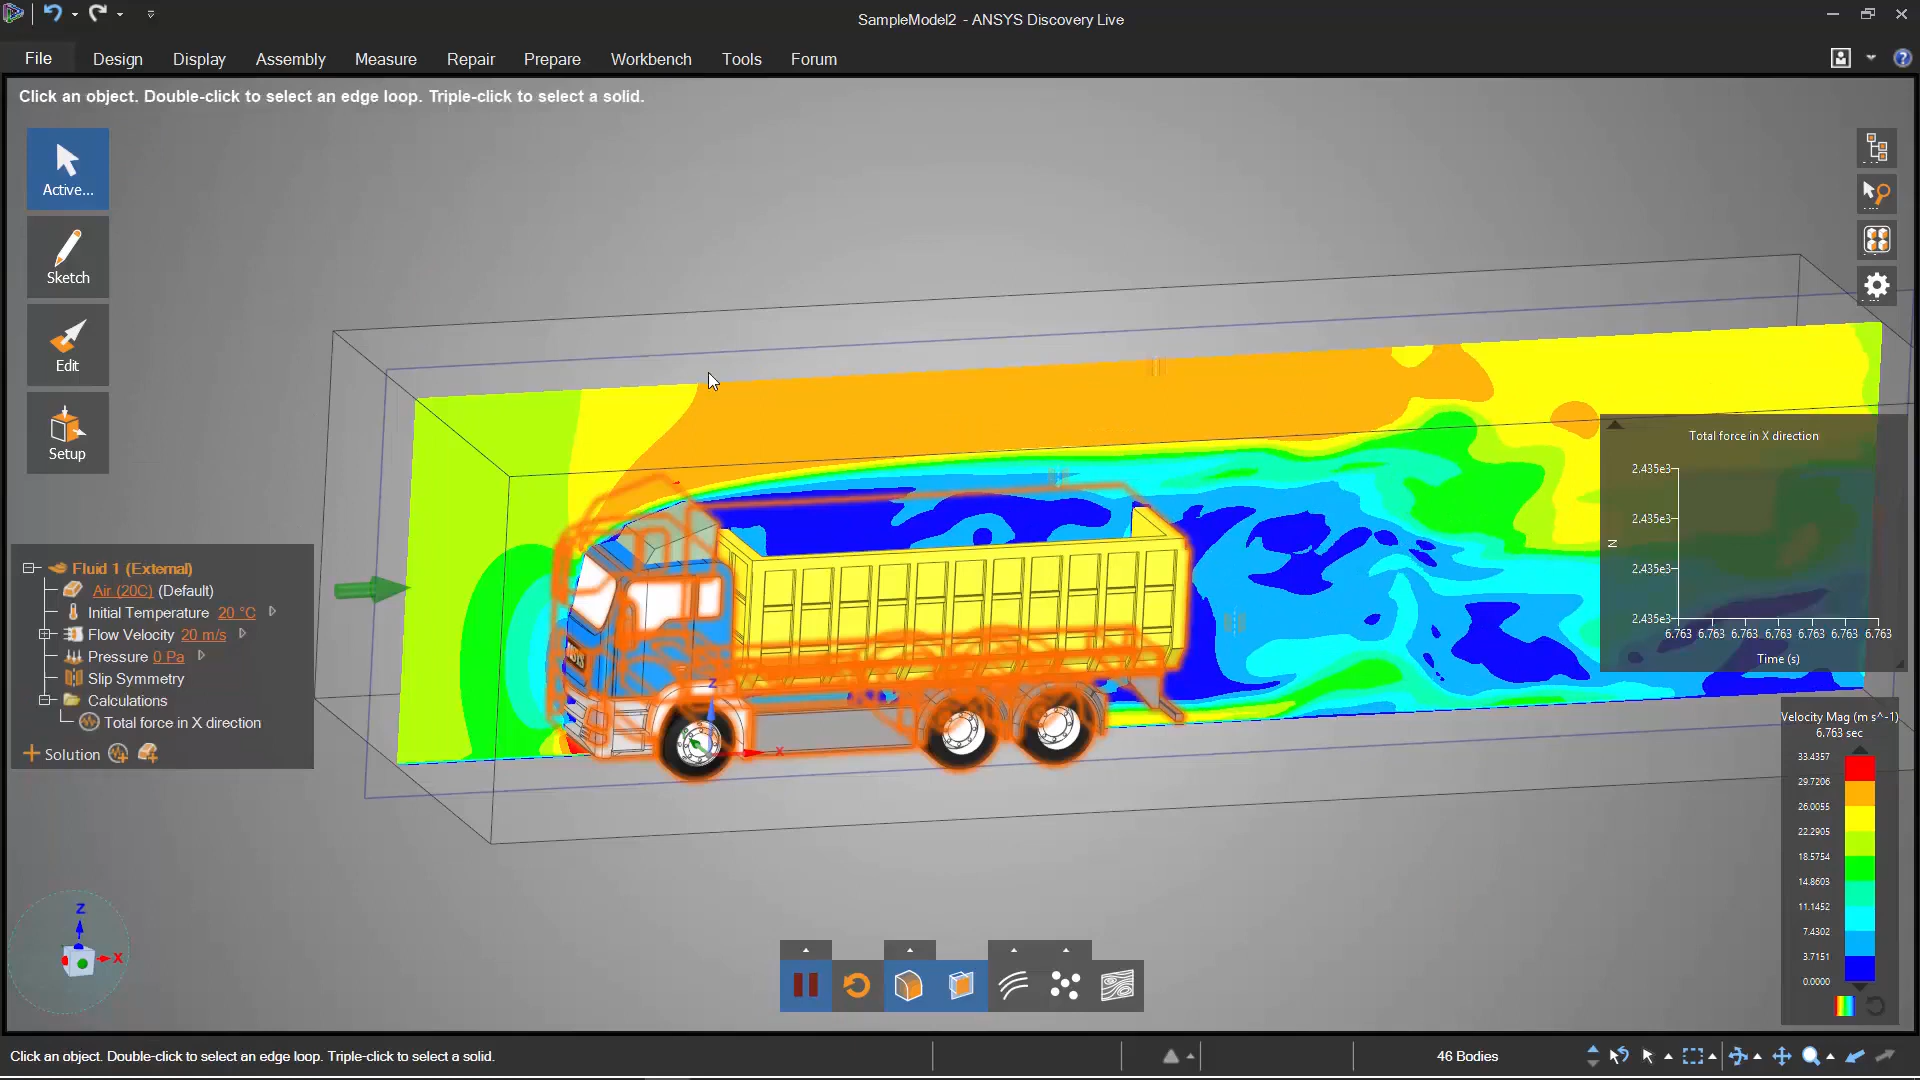 SampleModel2 - ANSYS Discovery Live
File Design Display Assembly Measure Repair Prepare Workbench Tools Forum
Click an object. Double-click to select an edge loop. Triple-click to select a solid.
Active...
Sketch
Edit
Setup
Fluid 1 (External)
Air (20C) (Default)
Initial Temperature 20 °C
Flow Velocity 20 m/s
Pressure 0 Pa
Slip Symmetry
Calculations
Total force in X direction
Solution
Total force in X direction
2.435e3
2.435e3
2.435e3
2.435e3
N
6.763 6.763 6.763 6.763 6.763 6.763 6.763
Time (s)
Velocity Mag (m s^-1)
6.763 sec
33.4357
29.7206
26.0055
22.2905
18.5754
14.8603
11.1452
7.4302
3.7151
0.0000
Z
X
Z
X
Click an object. Double-click to select an edge loop. Triple-click to select a solid.
46 Bodies